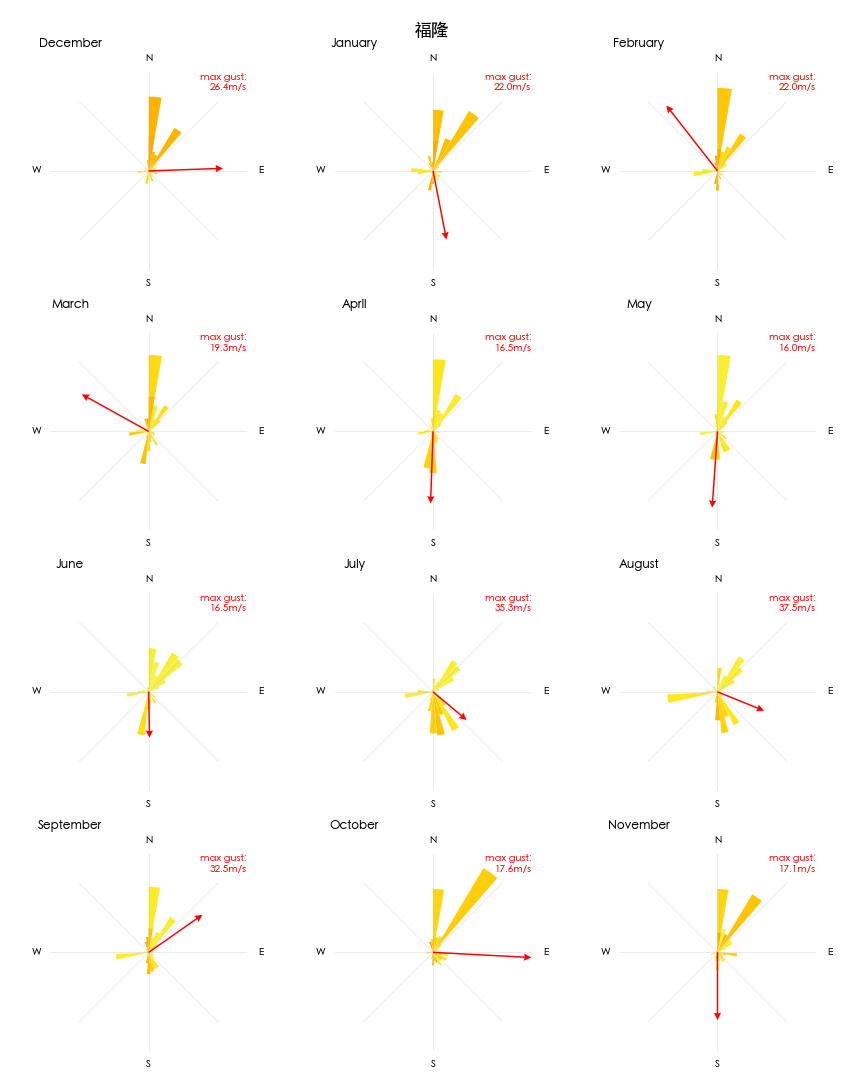 福隆
December
N
max gust:
26.4m/s
W
E
S
January
N
max gust:
22.0m/s
W
E
S
February
N
max gust:
22.0m/s
W
E
S
March
N
max gust:
19.3m/s
W
E
S
April
N
max gust:
16.5m/s
W
E
S
May
N
max gust:
16.0m/s
W
E
S
June
N
max gust:
16.5m/s
W
E
S
July
N
max gust:
35.3m/s
W
E
S
August
N
max gust:
37.5m/s
W
E
S
September
N
max gust:
32.5m/s
W
E
S
October
N
max gust:
17.6m/s
W
E
S
November
N
max gust:
17.1m/s
W
E
S